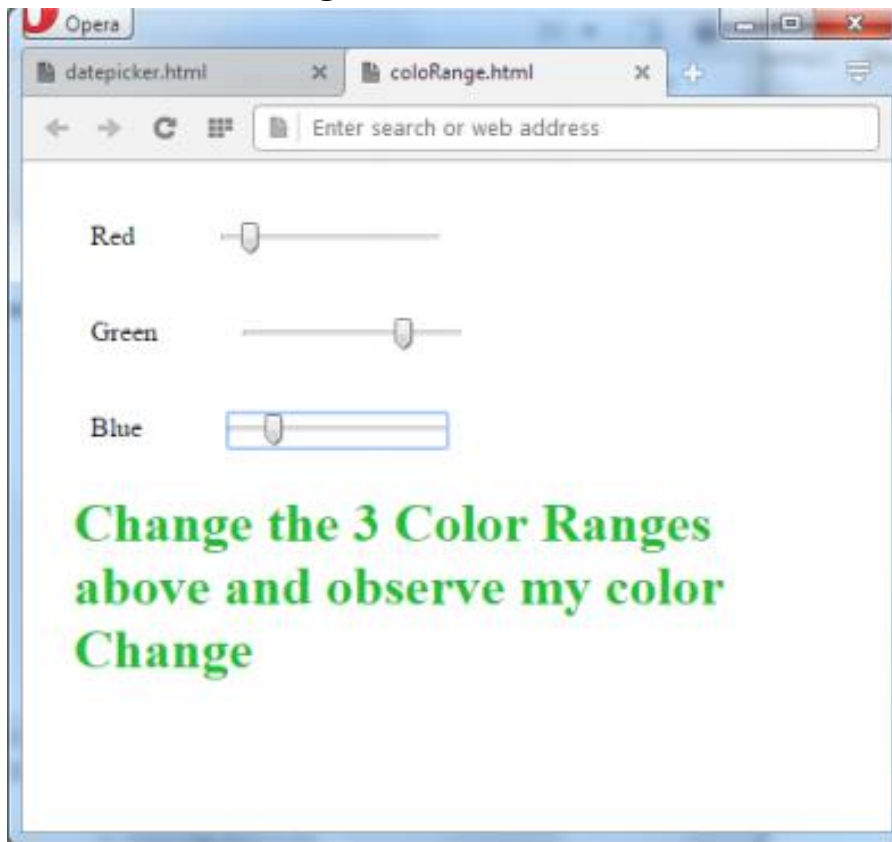 Opera
datepicker.html coloRange.html
Enter search or web address
Red
Green
Blue
Change the 3 Color Ranges
above and observe my color
Change